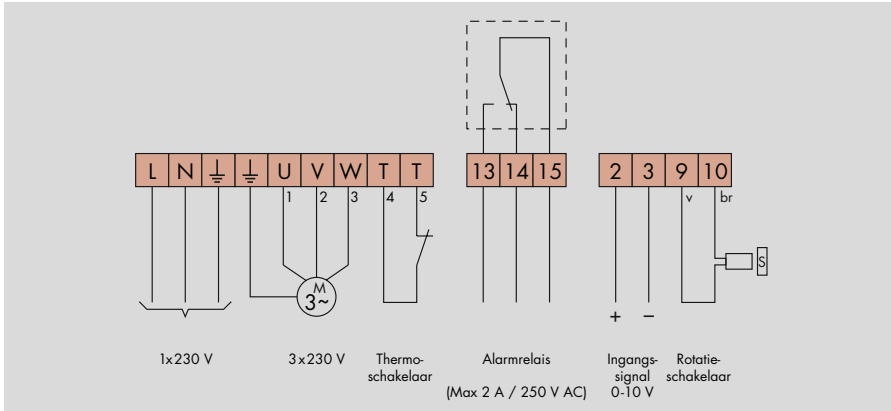 L N U V W T T 13 14 15 2 3 9 10
1 2 3 4 5 v br
M
3~
S
+ −
1x230 V 3x230 V Thermo-
schakelaar
Alarmrelais
(Max 2 A / 250 V AC)
Ingangs-
signal
0-10 V
Rotatie-
schakelaar